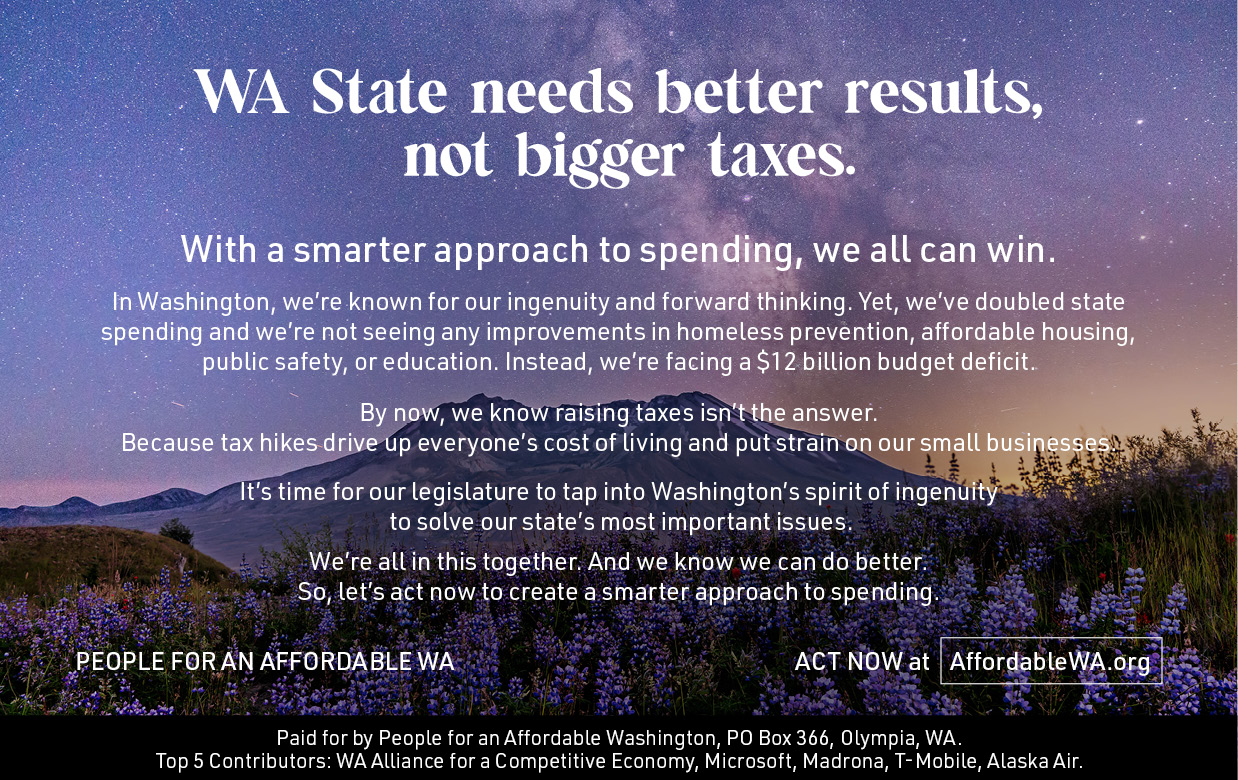 WA State needs better results,
not bigger taxes.
With a smarter approach to spending, we all can win.
In Washington, we're known for our ingenuity and forward thinking. Yet, we've doubled state
spending and we're not seeing any improvements in homeless prevention, affordable housing,
public safety, or education. Instead, we're facing a $12 billion budget deficit.
By now, we know raising taxes isn't the answer.
Because tax hikes drive up everyone's cost of living and put strain on our small businesses.
It's time for our legislature to tap into Washington's spirit of ingenuity
to solve our state's most important issues.
We're all in this together. And we know we can do better.
So, let's act now to create a smarter approach to spending.
PEOPLE FOR AN AFFORDABLE WA
ACT NOW at AffordableWA.org
Paid for by People for an Affordable Washington, PO Box 366, Olympia, WA.
Top 5 Contributors: WA Alliance for a Competitive Economy, Microsoft, Madrona, T-Mobile, Alaska Air.